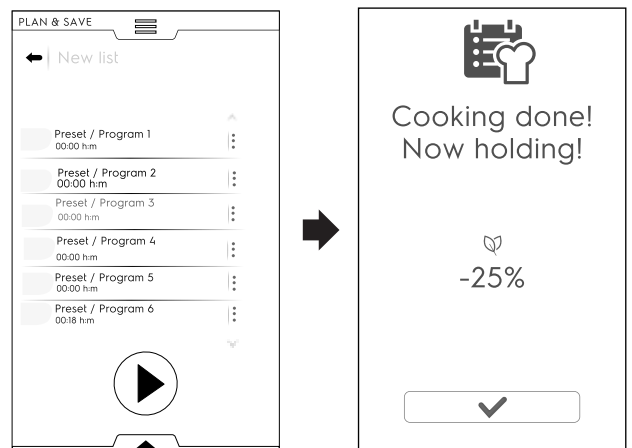 PLAN & SAVE
New list
Preset / Program 1
00:00 h:m
Preset / Program 2
00:00 h:m
Preset / Program 3
00:00 h:m
Preset / Program 4
00:00 h:m
Preset / Program 5
00:00 h:m
Preset / Program 6
00:18 h:m
Cooking done!
Now holding!
-25%